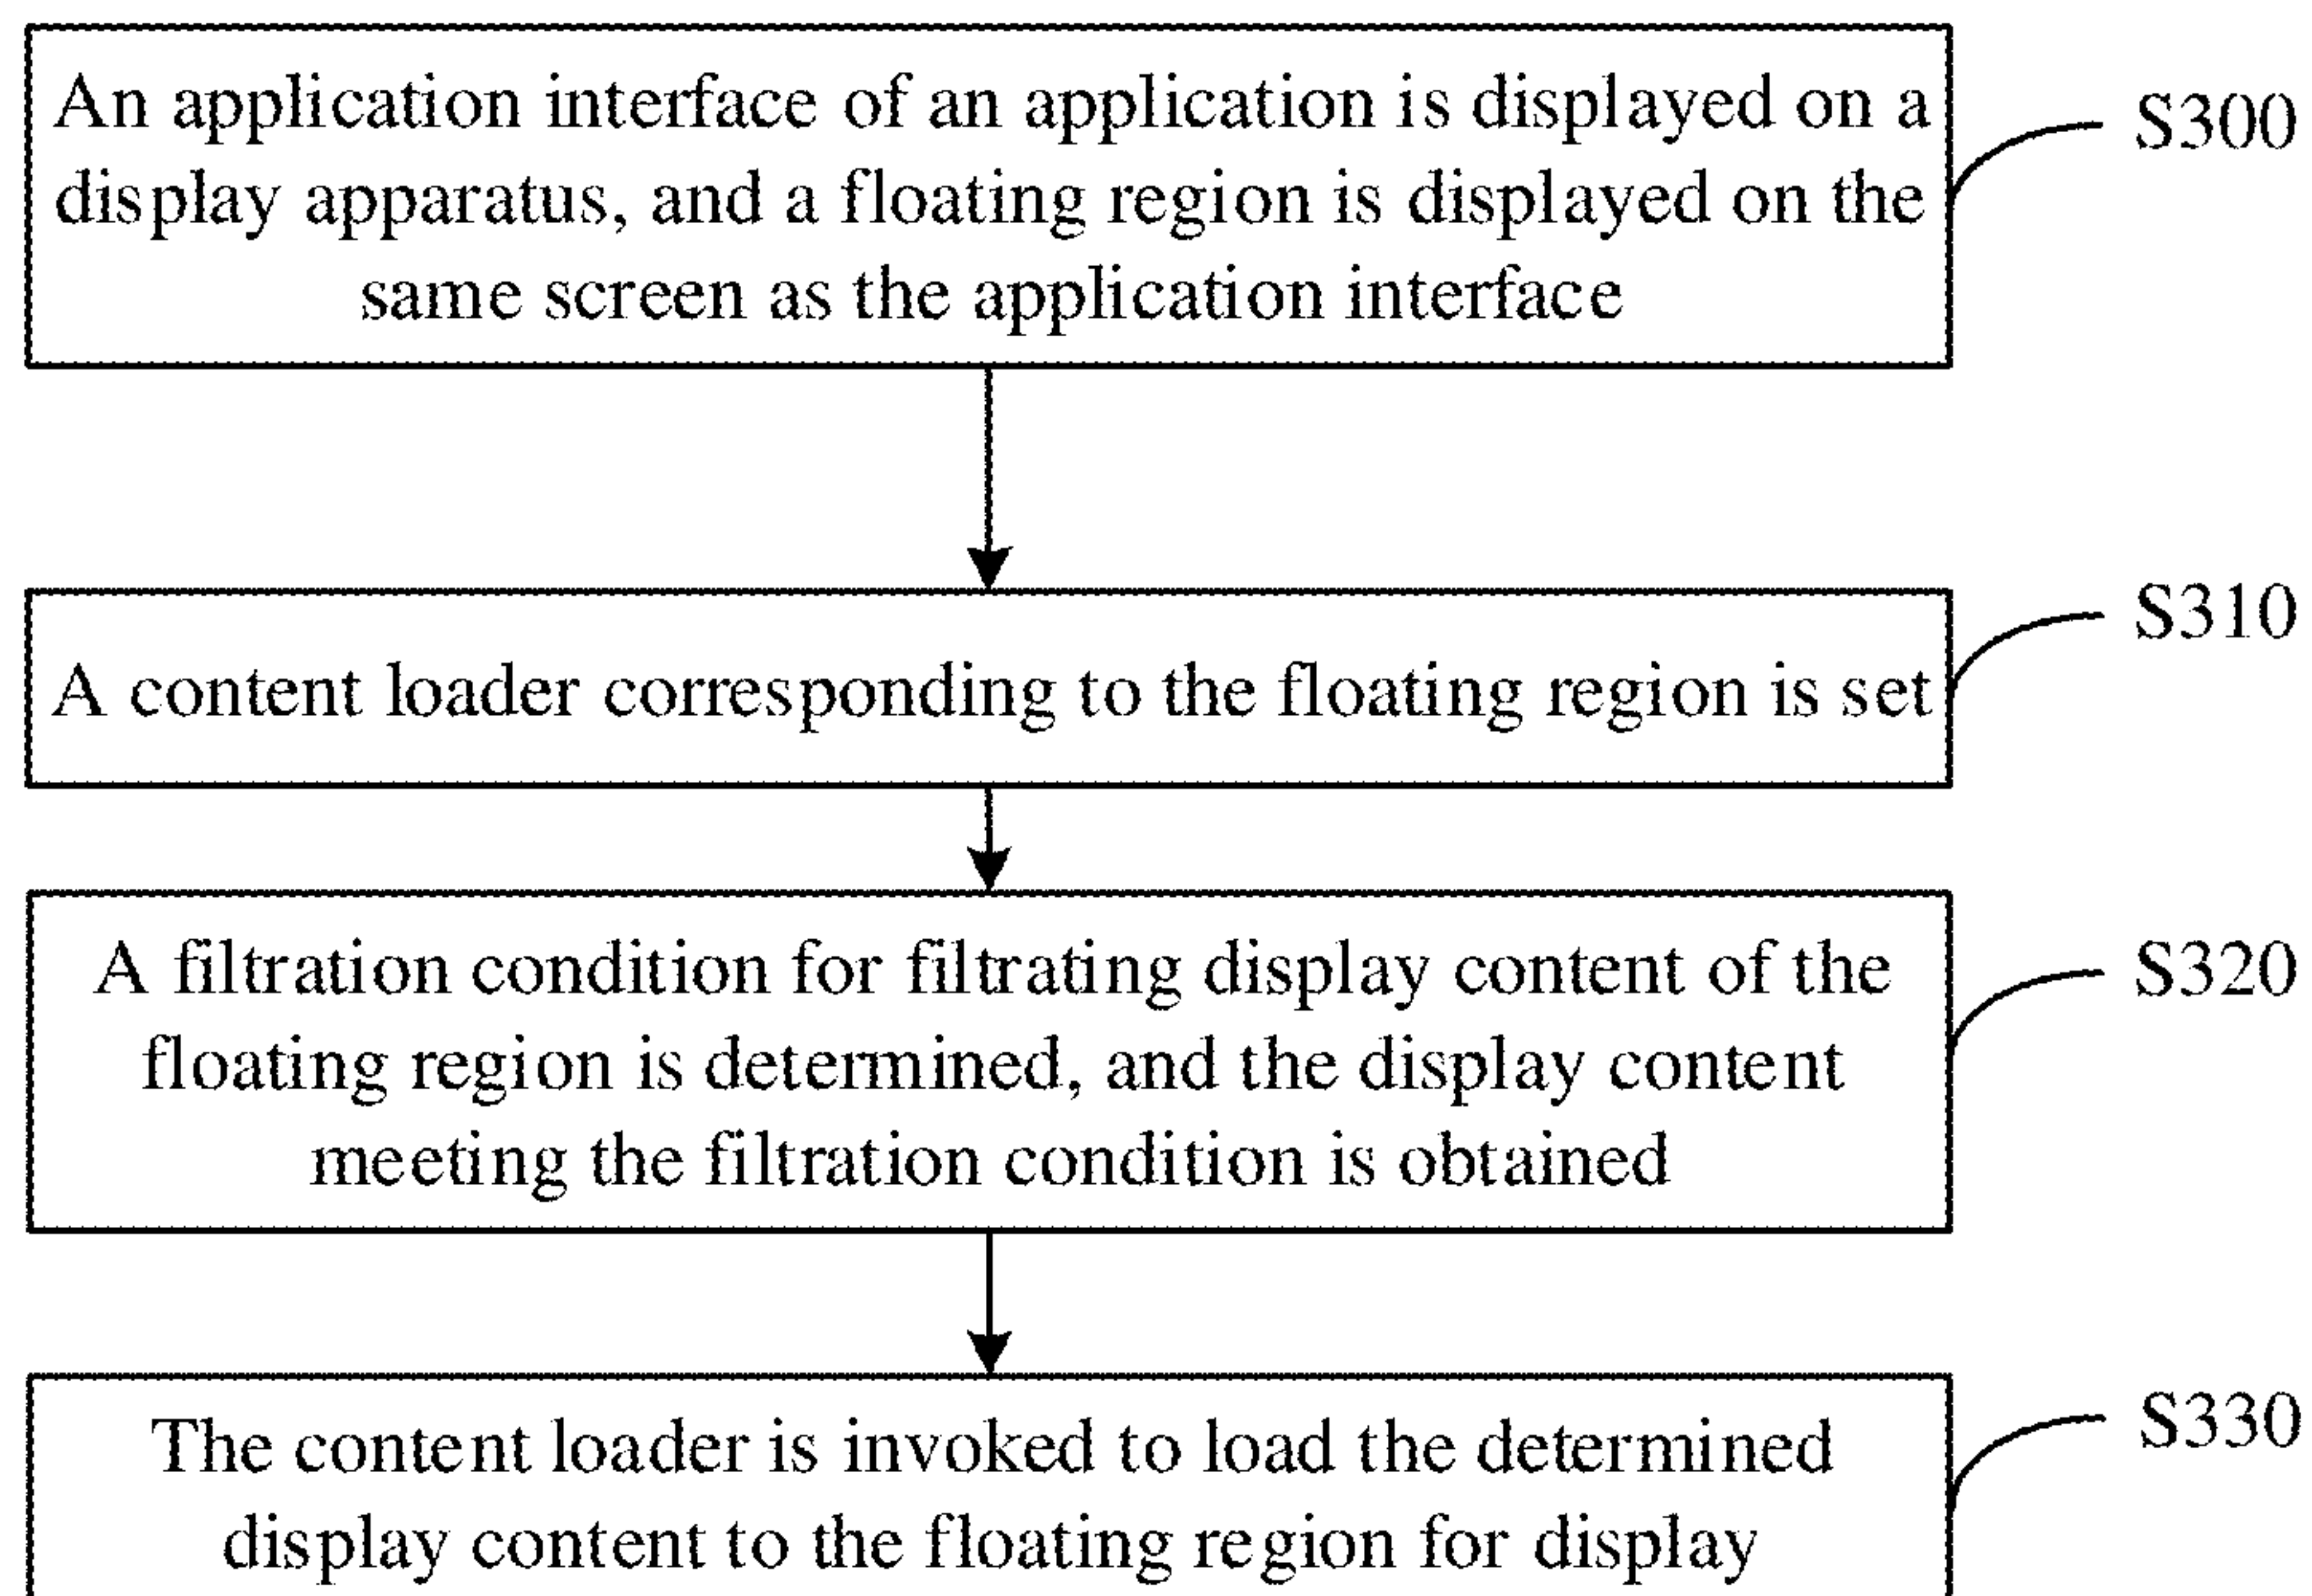 An application interface of an application is displayed on a
display apparatus, and a floating region is displayed on the
same screen as the application interface
S300
A content loader corresponding to the floating region is set
S310
A filtration condition for filtrating display content of the
floating region is determined, and the display content
meeting the filtration condition is obtained
S320
The content loader is invoked to load the determined
display content to the floating region for display
S330